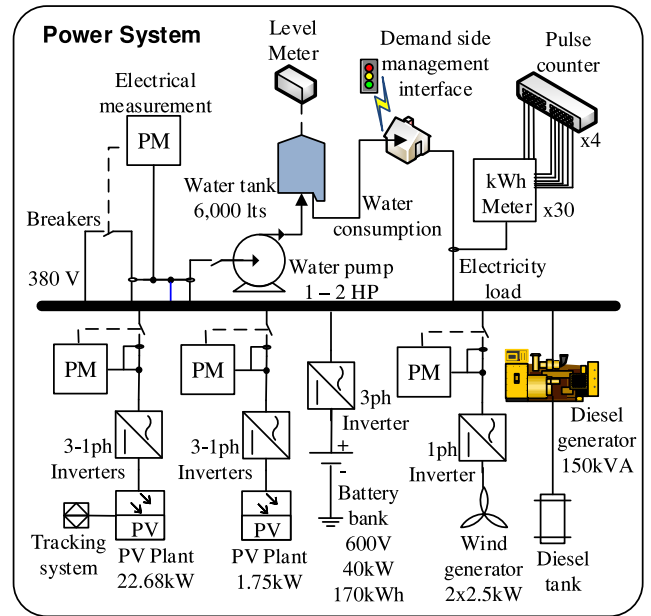 Power System
Level
Meter
Demand side
management
interface
Pulse
counter
x4
Electrical
measurement
PM
kWh
Meter
x30
Water tank
6,000 lts
Water
consumption
Breakers
380 V
Water pump
1 – 2 HP
Electricity
load
PM
PM
PM
3ph
Inverter
3-1ph
Inverters
3-1ph
Inverters
1ph
Inverter
Diesel
generator
150kVA
+
-
PV
PV
Tracking
system
PV Plant
22.68kW
PV Plant
1.75kW
Battery
bank
600V
40kW
170kWh
Wind
generator
2x2.5kW
Diesel
tank